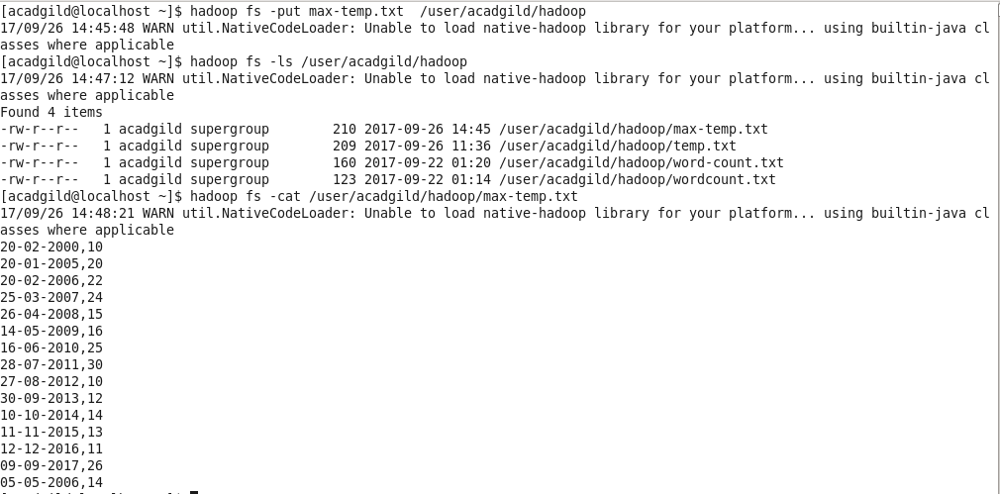 [acadgild@localhost ~]$ hadoop fs -put max-temp.txt  /user/acadgild/hadoop
17/09/26 14:45:48 WARN util.NativeCodeLoader: Unable to load native-hadoop library for your platform... using builtin-java cl
asses where applicable
[acadgild@localhost ~]$ hadoop fs -ls /user/acadgild/hadoop
17/09/26 14:47:12 WARN util.NativeCodeLoader: Unable to load native-hadoop library for your platform... using builtin-java cl
asses where applicable
Found 4 items
-rw-r--r--   1 acadgild supergroup        210 2017-09-26 14:45 /user/acadgild/hadoop/max-temp.txt
-rw-r--r--   1 acadgild supergroup        209 2017-09-26 11:36 /user/acadgild/hadoop/temp.txt
-rw-r--r--   1 acadgild supergroup        160 2017-09-22 01:20 /user/acadgild/hadoop/word-count.txt
-rw-r--r--   1 acadgild supergroup        123 2017-09-22 01:14 /user/acadgild/hadoop/wordcount.txt
[acadgild@localhost ~]$ hadoop fs -cat /user/acadgild/hadoop/max-temp.txt
17/09/26 14:48:21 WARN util.NativeCodeLoader: Unable to load native-hadoop library for your platform... using builtin-java cl
asses where applicable
20-02-2000,10
20-01-2005,20
20-02-2006,22
25-03-2007,24
26-04-2008,15
14-05-2009,16
16-06-2010,25
28-07-2011,30
27-08-2012,10
30-09-2013,12
10-10-2014,14
11-11-2015,13
12-12-2016,11
09-09-2017,26
05-05-2006,14